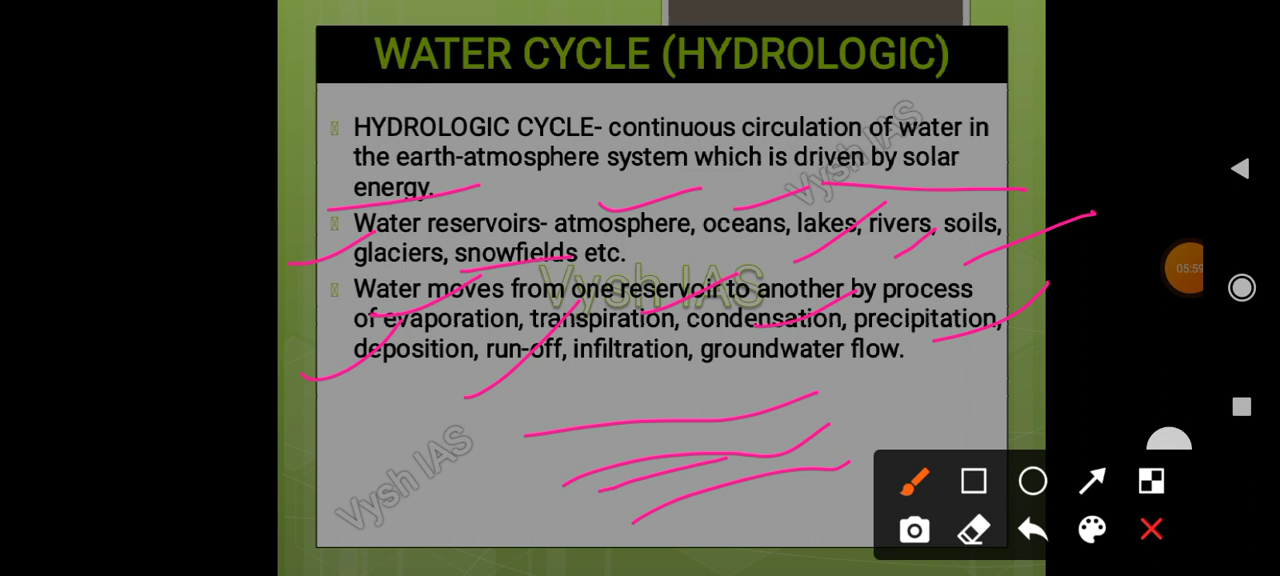 WATER CYCLE (HYDROLOGIC)
HYDROLOGIC CYCLE- continuous circulation of water in
the earth-atmosphere system which is driven by solar
energy.
Water reservoirs- atmosphere, oceans, lakes, rivers, soils,
glaciers, snowfields etc.
Water moves from one reservoir to another by process
of evaporation, transpiration, condensation, precipitation,
deposition, run-off, infiltration, groundwater flow.
Vysh IAS
Vysh IAS
Vysh IAS
05:59